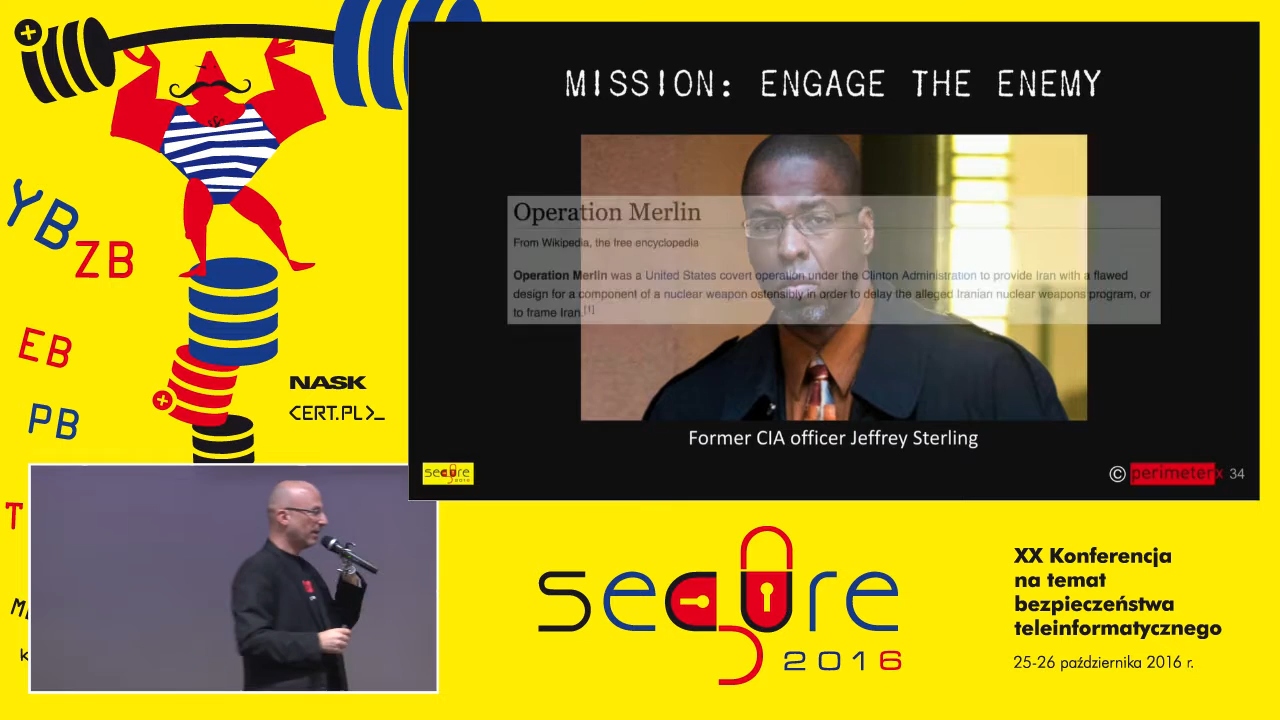 MISSION: ENGAGE THE ENEMY
Operation Merlin
From Wikipedia, the free encyclopedia
Operation Merlin was a United States covert operation under the Clinton Administration to provide Iran with a flawed
design for a component of a nuclear weapon ostensibly in order to delay the alleged Iranian nuclear weapons program, or
to frame Iran.[1]
Former CIA officer Jeffrey Sterling
secure
2016
© perimeterx 34
YB
ZB
EB
PB
NASK
<CERT.PL>_
T
k
secure
2016
XX Konferencja
na temat
bezpieczeństwa
teleinformatycznego
25-26 października 2016 r.